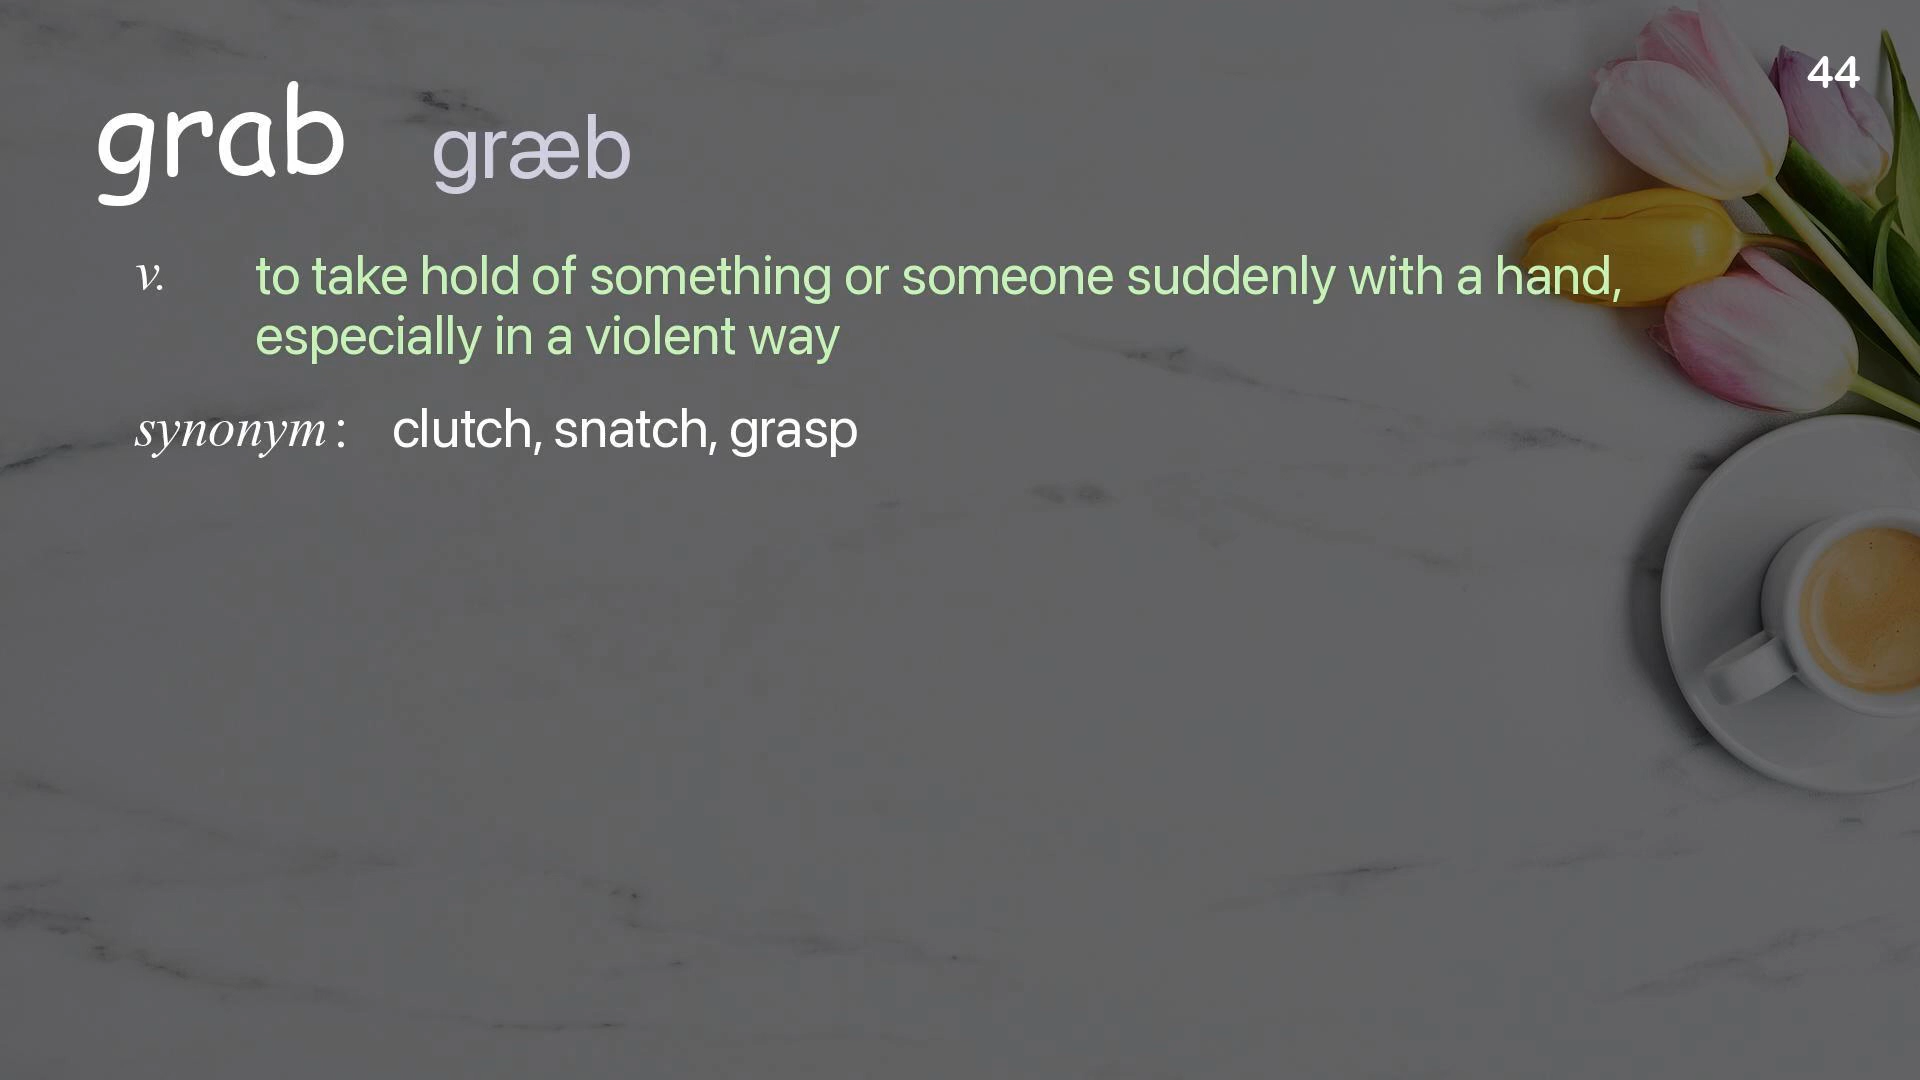 44
grab græb
v. to take hold of something or someone suddenly with a hand,
especially in a violent way
synonym : clutch, snatch, grasp